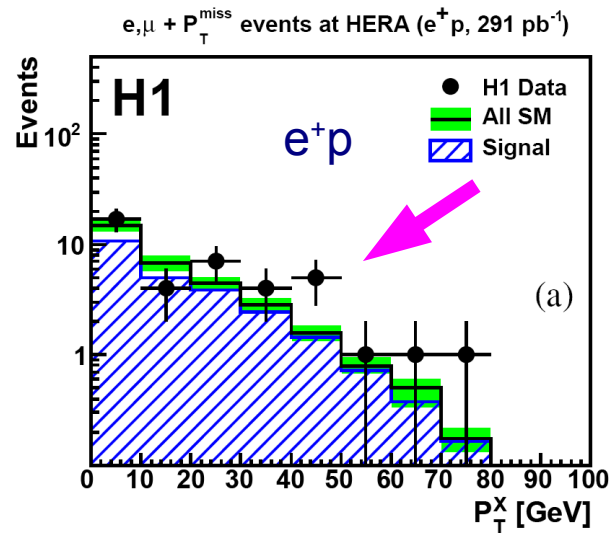 e,μ + P_T^miss events at HERA (e⁺p, 291 pb⁻¹)
Events
H1
e⁺p
H1 Data
All SM
Signal
(a)
10²
10
1
0 10 20 30 40 50 60 70 80 90 100
P_T^X [GeV]